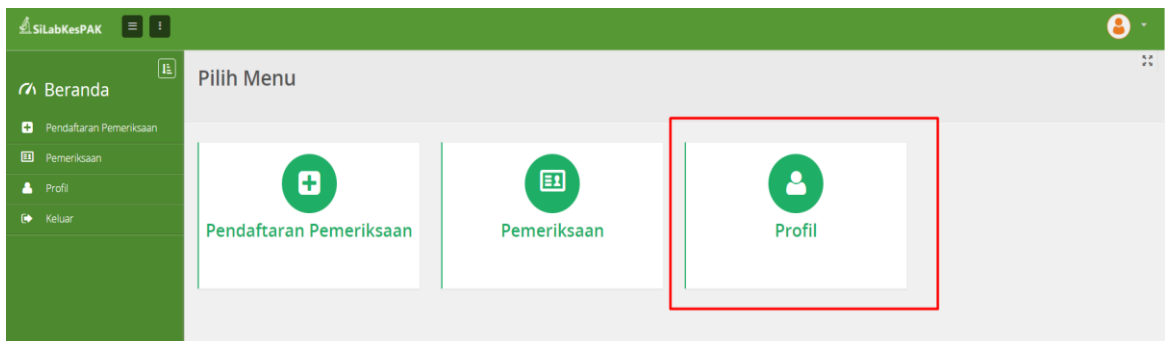 SiLabKesPAK
Beranda
Pendaftaran Pemeriksaan
Pemeriksaan
Profil
Keluar
Pilih Menu
Pendaftaran Pemeriksaan
Pemeriksaan
Profil